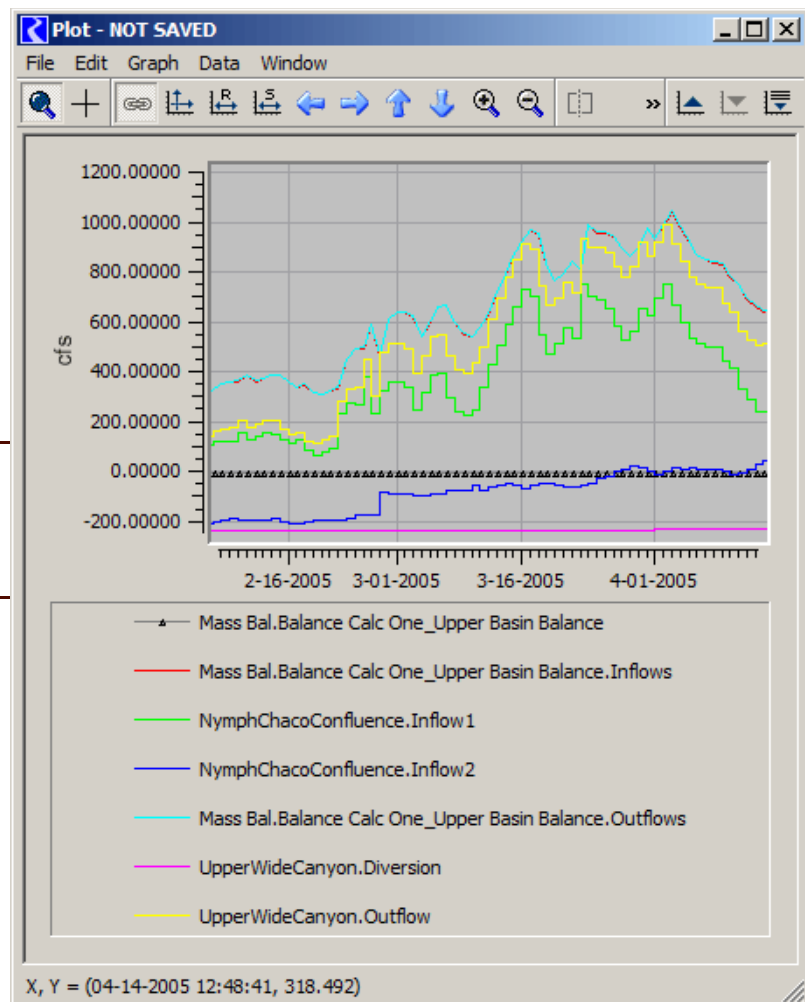 Plot - NOT SAVED
File Edit Graph Data Window
R S »
1200.00000
1000.00000
800.00000
600.00000
400.00000
200.00000
0.00000
-200.00000
cfs
2-16-2005 3-01-2005 3-16-2005 4-01-2005
Mass Bal.Balance Calc One_Upper Basin Balance
Mass Bal.Balance Calc One_Upper Basin Balance.Inflows
NymphChacoConfluence.Inflow1
NymphChacoConfluence.Inflow2
Mass Bal.Balance Calc One_Upper Basin Balance.Outflows
UpperWideCanyon.Diversion
UpperWideCanyon.Outflow
X, Y = (04-14-2005 12:48:41, 318.492)